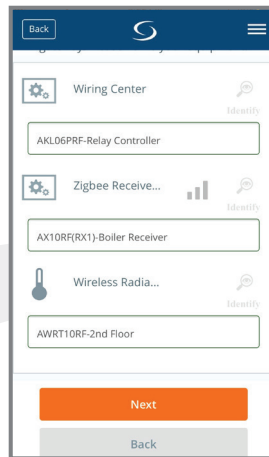 Back
Wiring Center
Identify
AKL06PRF-Relay Controller
Zigbee Receive...
Identify
AX10RF(RX1)-Boiler Receiver
Wireless Radia...
Identify
AWRT10RF-2nd Floor
Next
Back